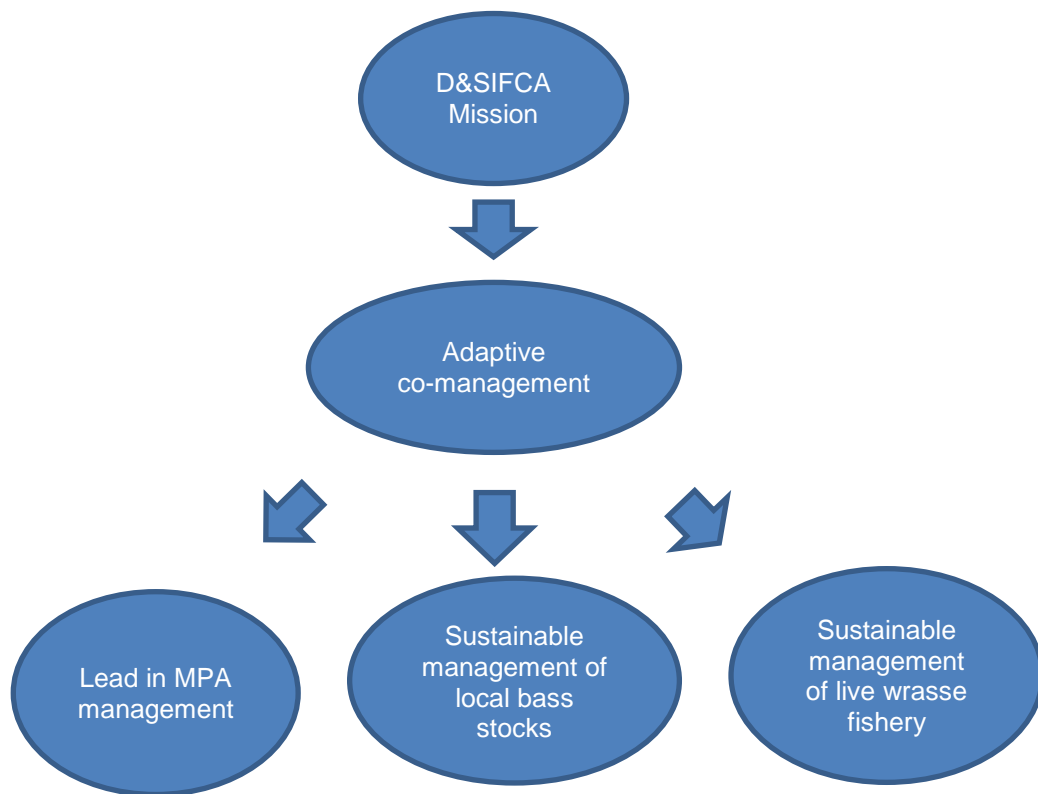 D&SIFCA
Mission
Adaptive
co-management
Lead in MPA
management
Sustainable
management of
local bass
stocks
Sustainable
management
of live wrasse
fishery